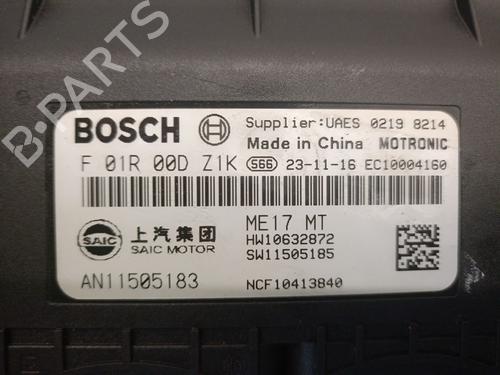 BOSCH Supplier:UAES 0219 8214
Made in China MOTRONIC
F 01R 00D Z1K S66 23-11-16 EC10004160
ME17 MT
SAIC 上汽集团 HW10632872
SAIC MOTOR SW11505185
AN11505183 NCF10413840
B-PARTS